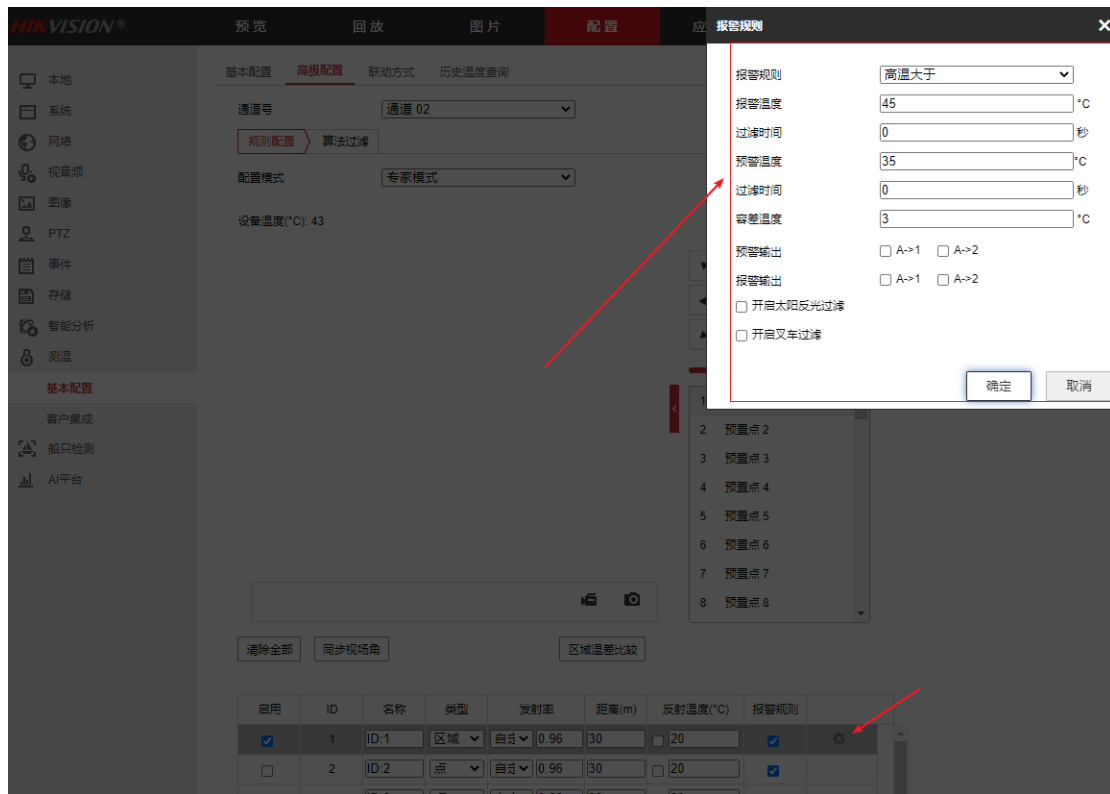 HIKVISION®
预览 回放 图片 配置 应
本地
系统
网络
视音频
图像
PTZ
事件
存储
智能分析
测温
基本配置
客户集成
船只检测
AI平台
基本配置 高级配置 联动方式 历史温度查询
通道号 通道 02
规则配置 算法过滤
配置模式 专家模式
设备温度(°C): 43
1
2 预置点 2
3 预置点 3
4 预置点 4
5 预置点 5
6 预置点 6
7 预置点 7
8 预置点 8
清除全部 同步视场角 区域温差比较
启用 ID 名称 类型 发射率 距离(m) 反射温度(°C) 报警规则
1 ID:1 区域 自定 0.96 30 20
2 ID:2 点 自定 0.96 30 20
报警规则 ×
报警规则 高温大于
报警温度 45 °C
过滤时间 0 秒
预警温度 35 °C
过滤时间 0 秒
容差温度 3 °C
预警输出 A->1 A->2
报警输出 A->1 A->2
开启太阳反光过滤
开启叉车过滤
确定 取消